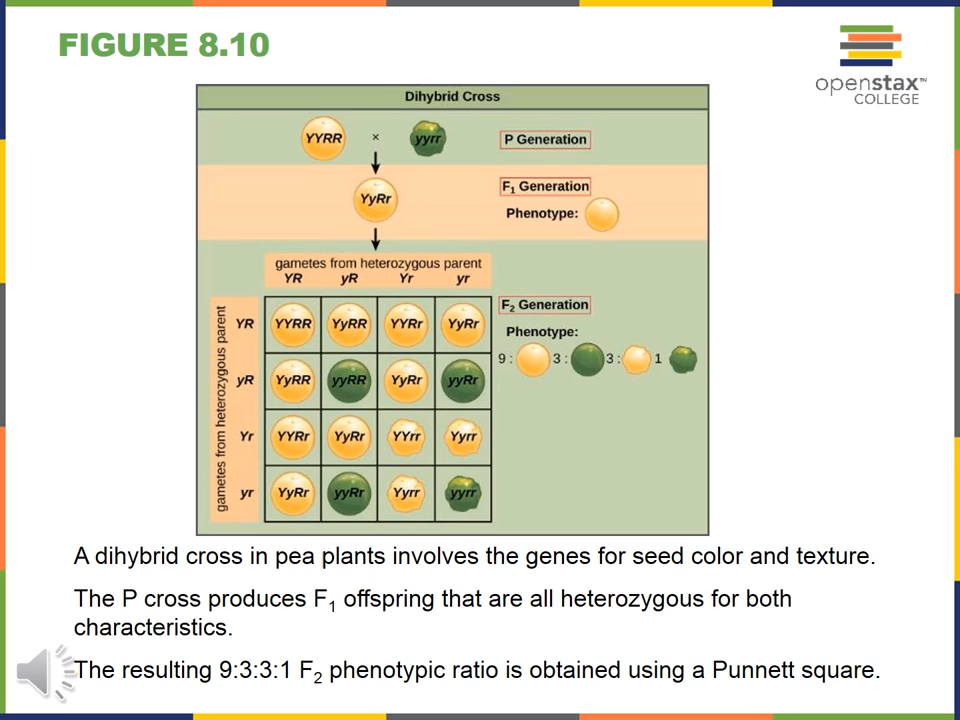 FIGURE 8.10
openstax™
COLLEGE
Dihybrid Cross
YYRR × yyrr P Generation
F1 Generation
YyRr
Phenotype:
gametes from heterozygous parent
YR yR Yr yr
gametes from heterozygous parent
YR YYRR YyRR YYRr YyRr
yR YyRR yyRR YyRr yyRr
Yr YYRr YyRr YYrr Yyrr
yr YyRr yyRr Yyrr yyrr
F2 Generation
Phenotype:
9 : 3 : 3 : 1
A dihybrid cross in pea plants involves the genes for seed color and texture.
The P cross produces F1 offspring that are all heterozygous for both
characteristics.
The resulting 9:3:3:1 F2 phenotypic ratio is obtained using a Punnett square.